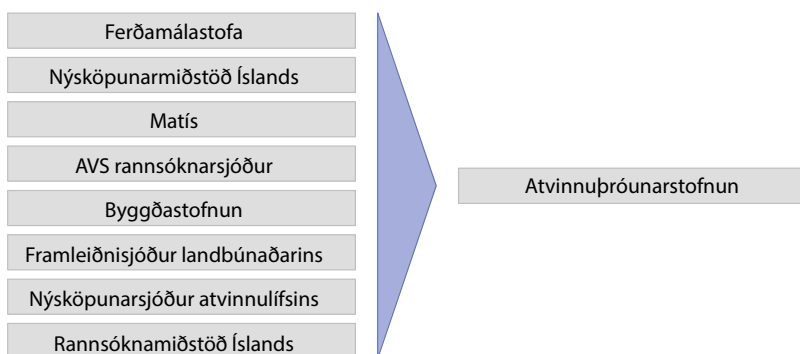 Ferðamálastofa
Nýsköpunarmiðstöð Íslands
Matís
AVS rannsóknarsjóður
Byggðastofnun
Framleiðnisjóður landbúnaðarins
Nýsköpunarsjóður atvinnulífsins
Rannsóknamiðstöð Íslands
Atvinnuþróunarstofnun